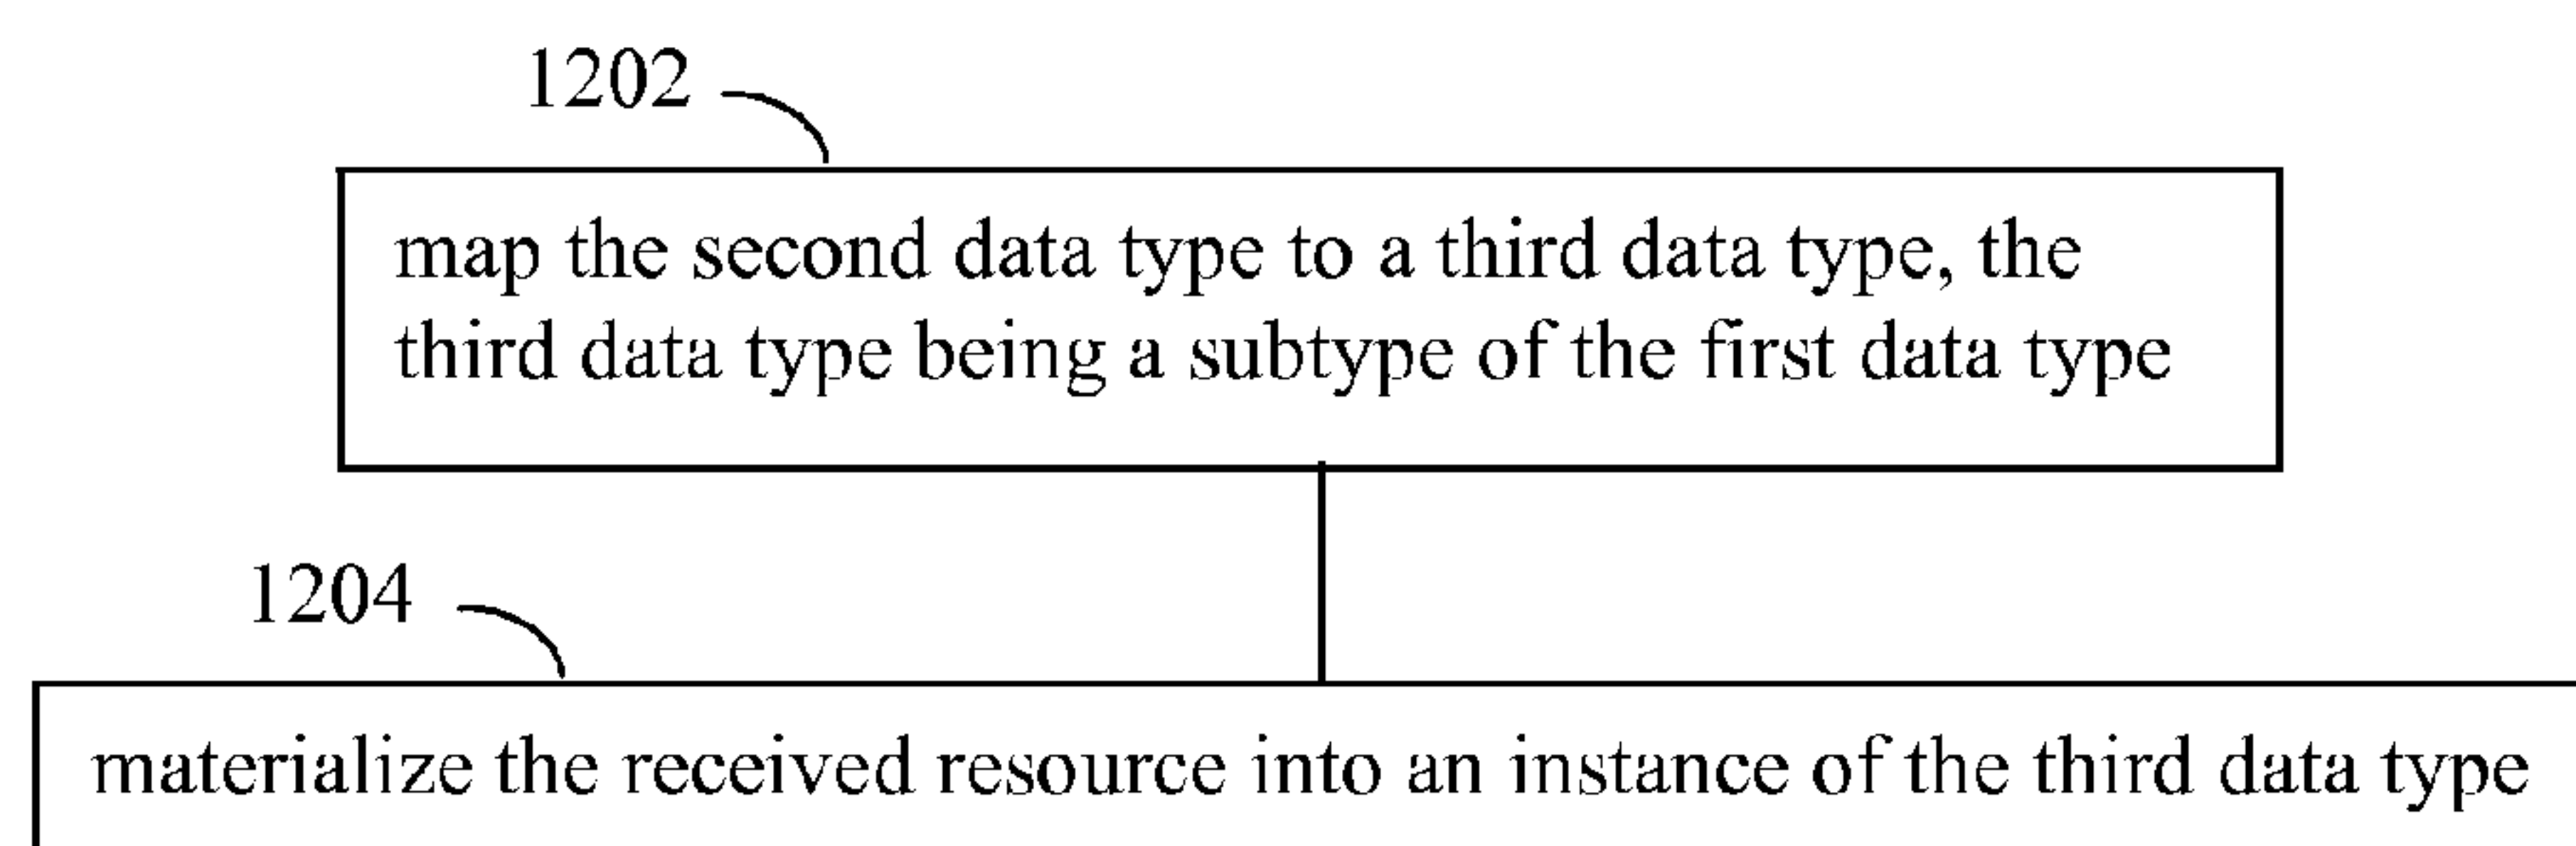 1202
map the second data type to a third data type, the
third data type being a subtype of the first data type
1204
materialize the received resource into an instance of the third data type